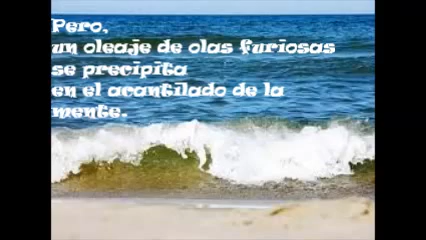 Pero,
un oleaje de olas furiosas
se precipita
en el acantilado de la
mente.